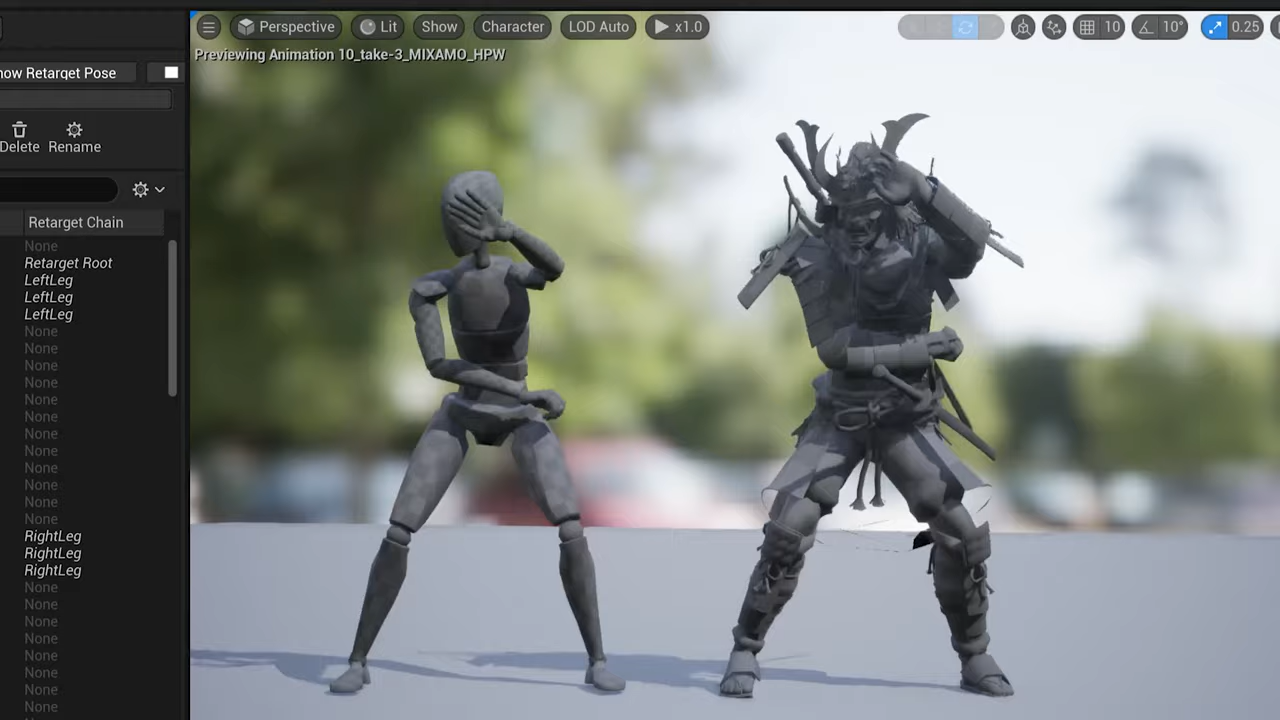 Perspective
Lit
Show
Character
LOD Auto
x1.0
10
10°
0.25
Previewing Animation 10_take-3_MIXAMO_HPW
ow Retarget Pose
Delete
Rename
Retarget Chain
None
Retarget Root
LeftLeg
LeftLeg
LeftLeg
None
None
None
None
None
None
None
None
None
None
None
None
RightLeg
RightLeg
RightLeg
None
None
None
None
None
None
None
None